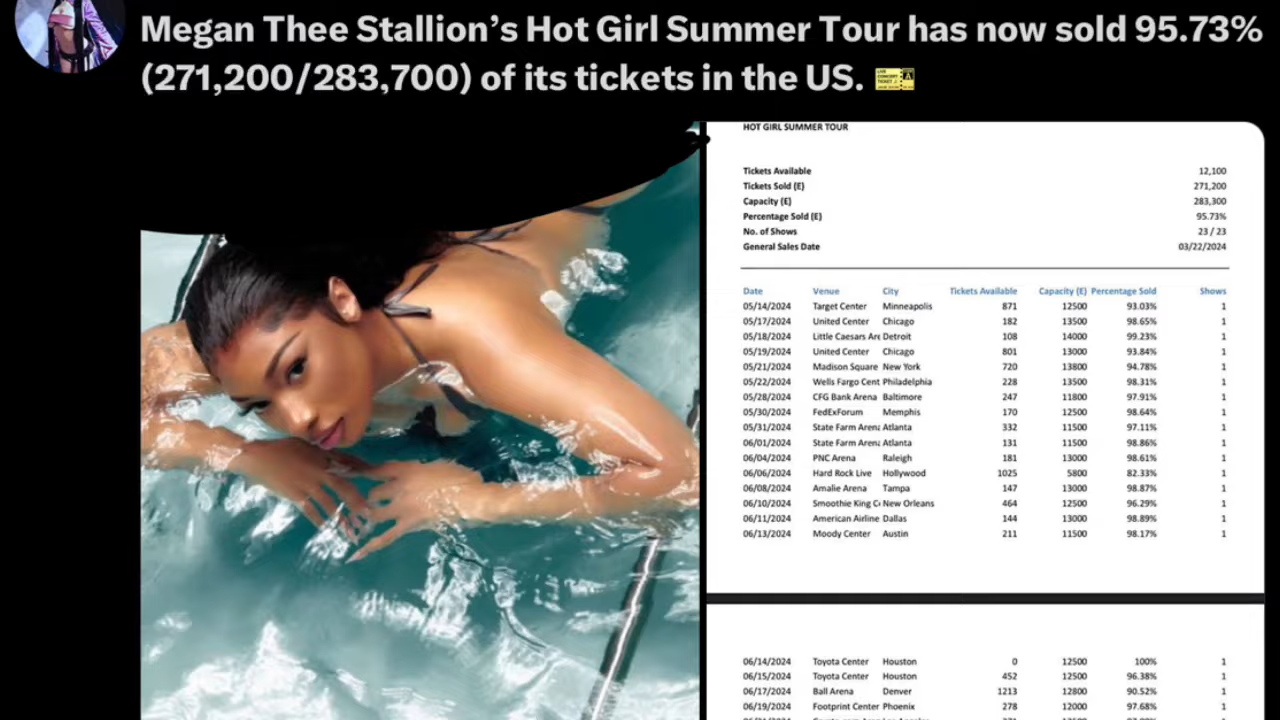 Megan Thee Stallion’s Hot Girl Summer Tour has now sold 95.73%
(271,200/283,700) of its tickets in the US.
HOT GIRL SUMMER TOUR
Tickets Available 12,100
Tickets Sold (E) 271,200
Capacity (E) 283,300
Percentage Sold (E) 95.73%
No. of Shows 23 / 23
General Sales Date 03/22/2024
Date Venue City Tickets Available Capacity (E) Percentage Sold Shows
05/14/2024 Target Center Minneapolis 871 12500 93.03% 1
05/17/2024 United Center Chicago 182 13500 98.65% 1
05/18/2024 Little Caesars Are Detroit 108 14000 99.23% 1
05/19/2024 United Center Chicago 801 13000 93.84% 1
05/21/2024 Madison Square New York 720 13800 94.78% 1
05/22/2024 Wells Fargo Cent Philadelphia 228 13500 98.31% 1
05/28/2024 CFG Bank Arena Baltimore 247 11800 97.91% 1
05/30/2024 FedExForum Memphis 170 12500 98.64% 1
05/31/2024 State Farm Arena Atlanta 332 11500 97.11% 1
06/01/2024 State Farm Arena Atlanta 131 11500 98.86% 1
06/04/2024 PNC Arena Raleigh 181 13000 98.61% 1
06/06/2024 Hard Rock Live Hollywood 1025 5800 82.33% 1
06/08/2024 Amalie Arena Tampa 147 13000 98.87% 1
06/10/2024 Smoothie King C New Orleans 464 12500 96.29% 1
06/11/2024 American Airline Dallas 144 13000 98.89% 1
06/13/2024 Moody Center Austin 211 11500 98.17% 1
06/14/2024 Toyota Center Houston 0 12500 100% 1
06/15/2024 Toyota Center Houston 452 12500 96.38% 1
06/17/2024 Ball Arena Denver 1213 12800 90.52% 1
06/19/2024 Footprint Center Phoenix 278 12000 97.68% 1